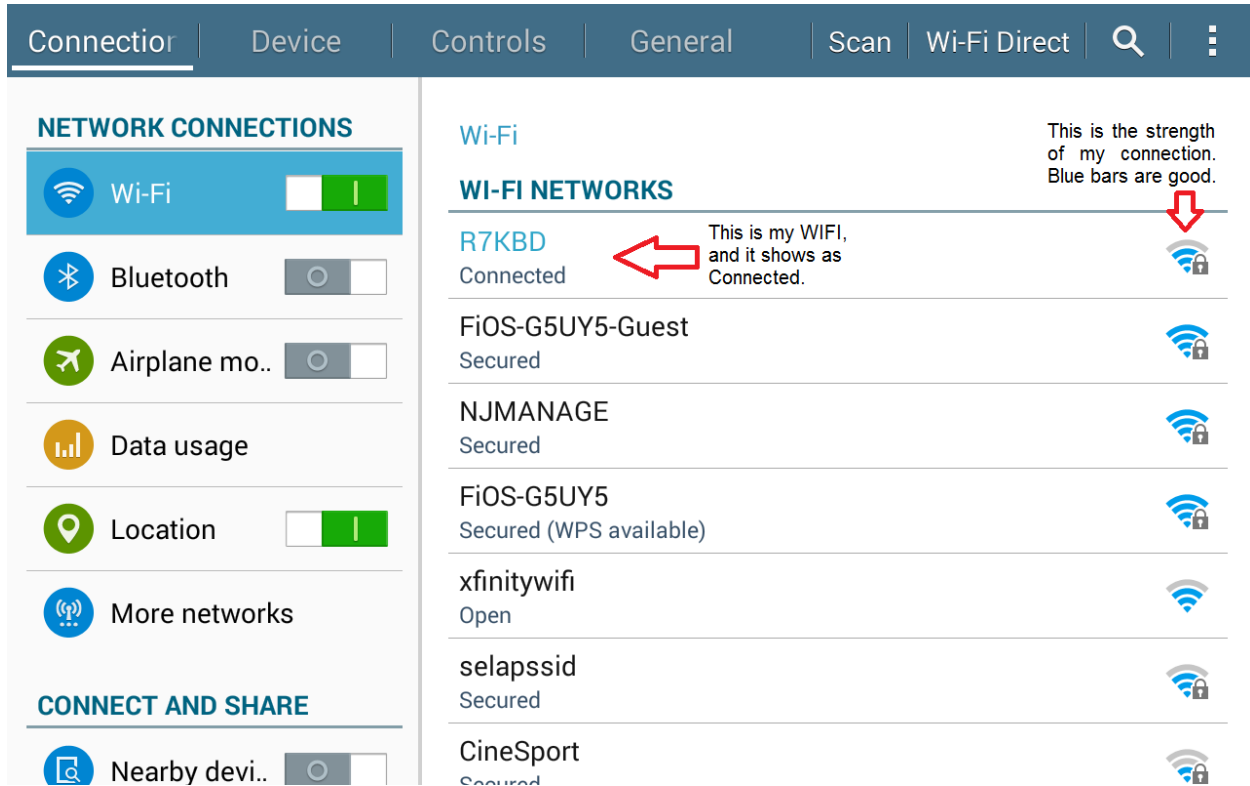 Connection Device Controls General Scan Wi-Fi Direct
NETWORK CONNECTIONS
Wi-Fi
Bluetooth
Airplane mo..
Data usage
Location
More networks
CONNECT AND SHARE
Nearby devi..
Wi-Fi
This is the strength
of my connection.
Blue bars are good.
WI-FI NETWORKS
R7KBD
Connected
This is my WIFI,
and it shows as
Connected.
FiOS-G5UY5-Guest
Secured
NJMANAGE
Secured
FiOS-G5UY5
Secured (WPS available)
xfinitywifi
Open
selapssid
Secured
CineSport
Secured